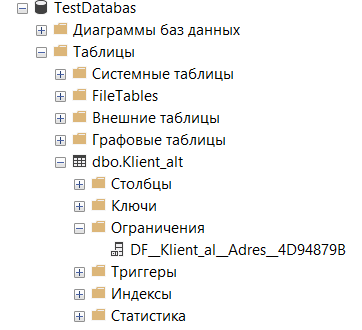 TestDatabas
Диаграммы баз данных
Таблицы
Системные таблицы
FileTables
Внешние таблицы
Графовые таблицы
dbo.Klient_alt
Столбцы
Ключи
Ограничения
DF__Klient_al__Adres__4D94879B
Триггеры
Индексы
Статистика